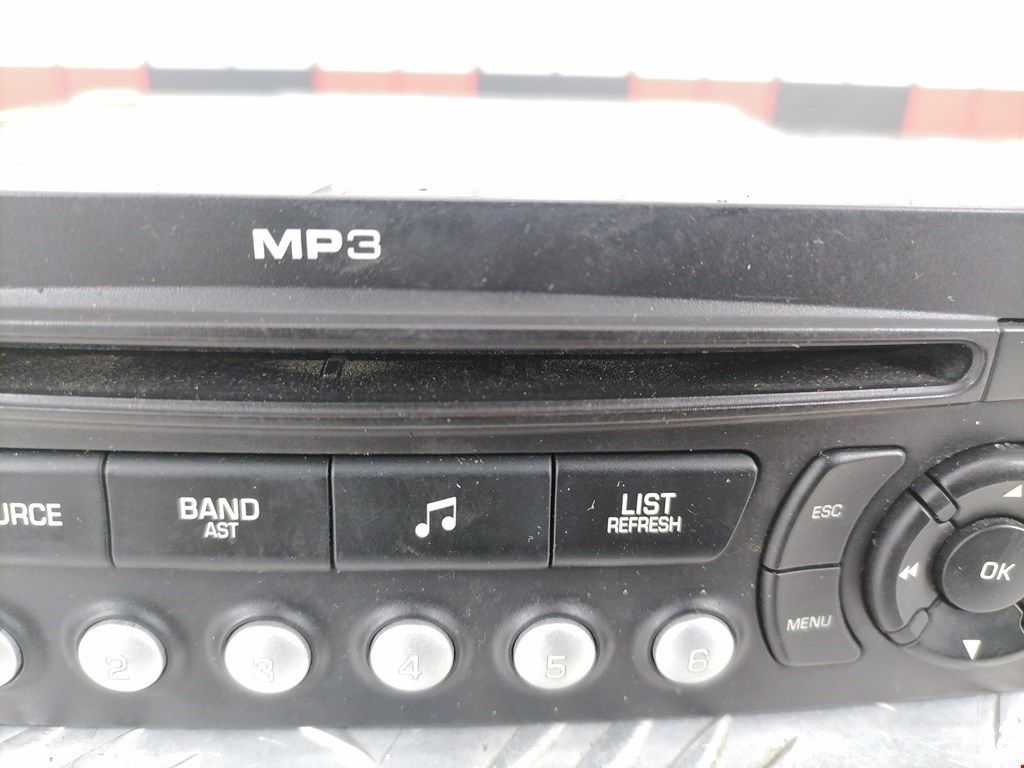 MP3
URCE
BAND
AST
LIST
REFRESH
ESC
OK
MENU
2 3 4 5 6